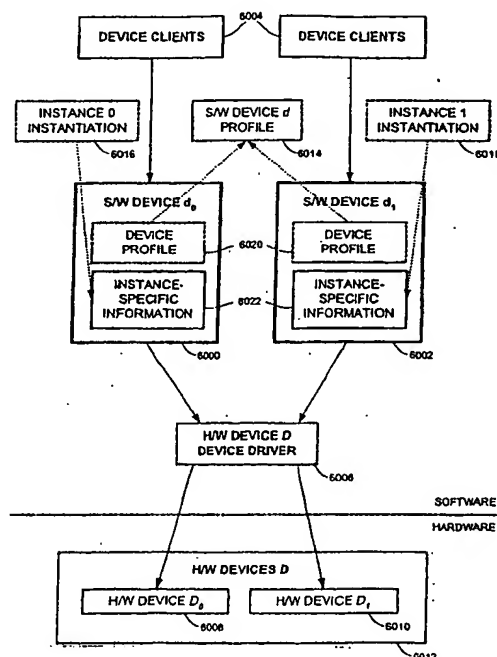 6004
DEVICE CLIENTS
DEVICE CLIENTS
INSTANCE 0
INSTANTIATION
6016
S/W DEVICE d
PROFILE
6014
INSTANCE 1
INSTANTIATION
S/W DEVICE d0
DEVICE
PROFILE
INSTANCE-
SPECIFIC
INFORMATION
6000
6020
6022
S/W DEVICE d1
DEVICE
PROFILE
INSTANCE-
SPECIFIC
INFORMATION
6002
H/W DEVICE D
DEVICE DRIVER
6006
SOFTWARE
HARDWARE
H/W DEVICES D
H/W DEVICE D0
6008
H/W DEVICE D1
6010
6012